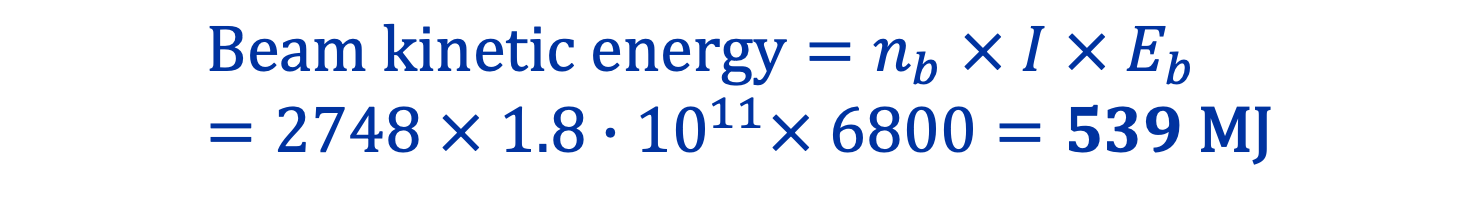 Beam kinetic energy = n_b × I × E_b
= 2748 × 1.8 · 10^11 × 6800 = 539 MJ